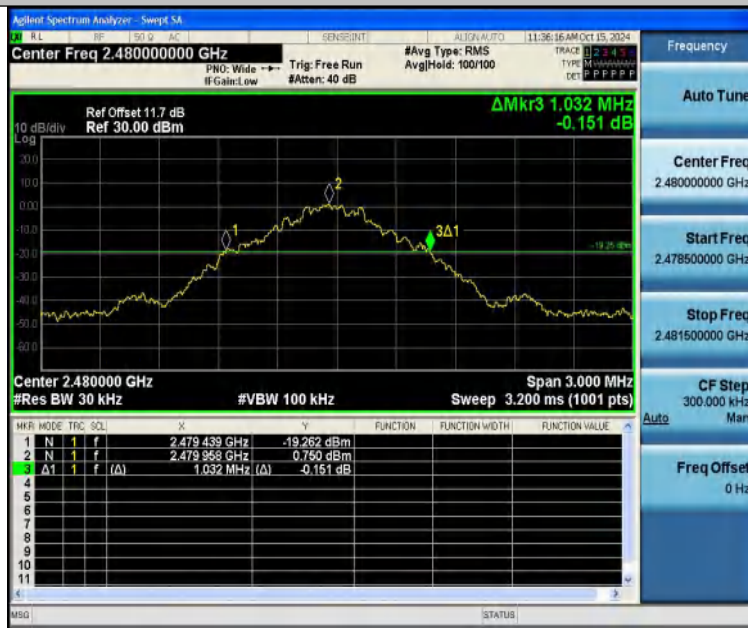 Agilent Spectrum Analyzer - Swept SA
RL RF 50 Ω AC SENSE:INT ALIGN AUTO 11:36:16 AM Oct 15, 2024
Center Freq 2.480000000 GHz
PNO: Wide
IFGain:Low
Trig: Free Run
#Atten: 40 dB
#Avg Type: RMS
Avg|Hold: 100/100
TRACE 1 2 3 4 5
TYPE M
DET P P P P P P
ΔMkr3 1.032 MHz
-0.151 dB
Ref Offset 11.7 dB
10 dB/div Ref 30.00 dBm
Log
20.0
10.0
0.00
-10.0
-20.0
-30.0
-40.0
-50.0
-60.0
1
2
3Δ1
-19.25 dBm
Center 2.480000 GHz Span 3.000 MHz
#Res BW 30 kHz #VBW 100 kHz Sweep 3.200 ms (1001 pts)
MKR MODE TRC SCL X Y FUNCTION FUNCTION WIDTH FUNCTION VALUE
1 N 1 f 2.479 439 GHz -19.262 dBm
2 N 1 f 2.479 958 GHz 0.750 dBm
3 Δ1 1 f (Δ) 1.032 MHz (Δ) -0.151 dB
4
5
6
7
8
9
10
11
MSG STATUS
Frequency
Auto Tune
Center Freq
2.480000000 GHz
Start Freq
2.478500000 GHz
Stop Freq
2.481500000 GHz
CF Step
300.000 kHz
Auto Man
Freq Offset
0 Hz